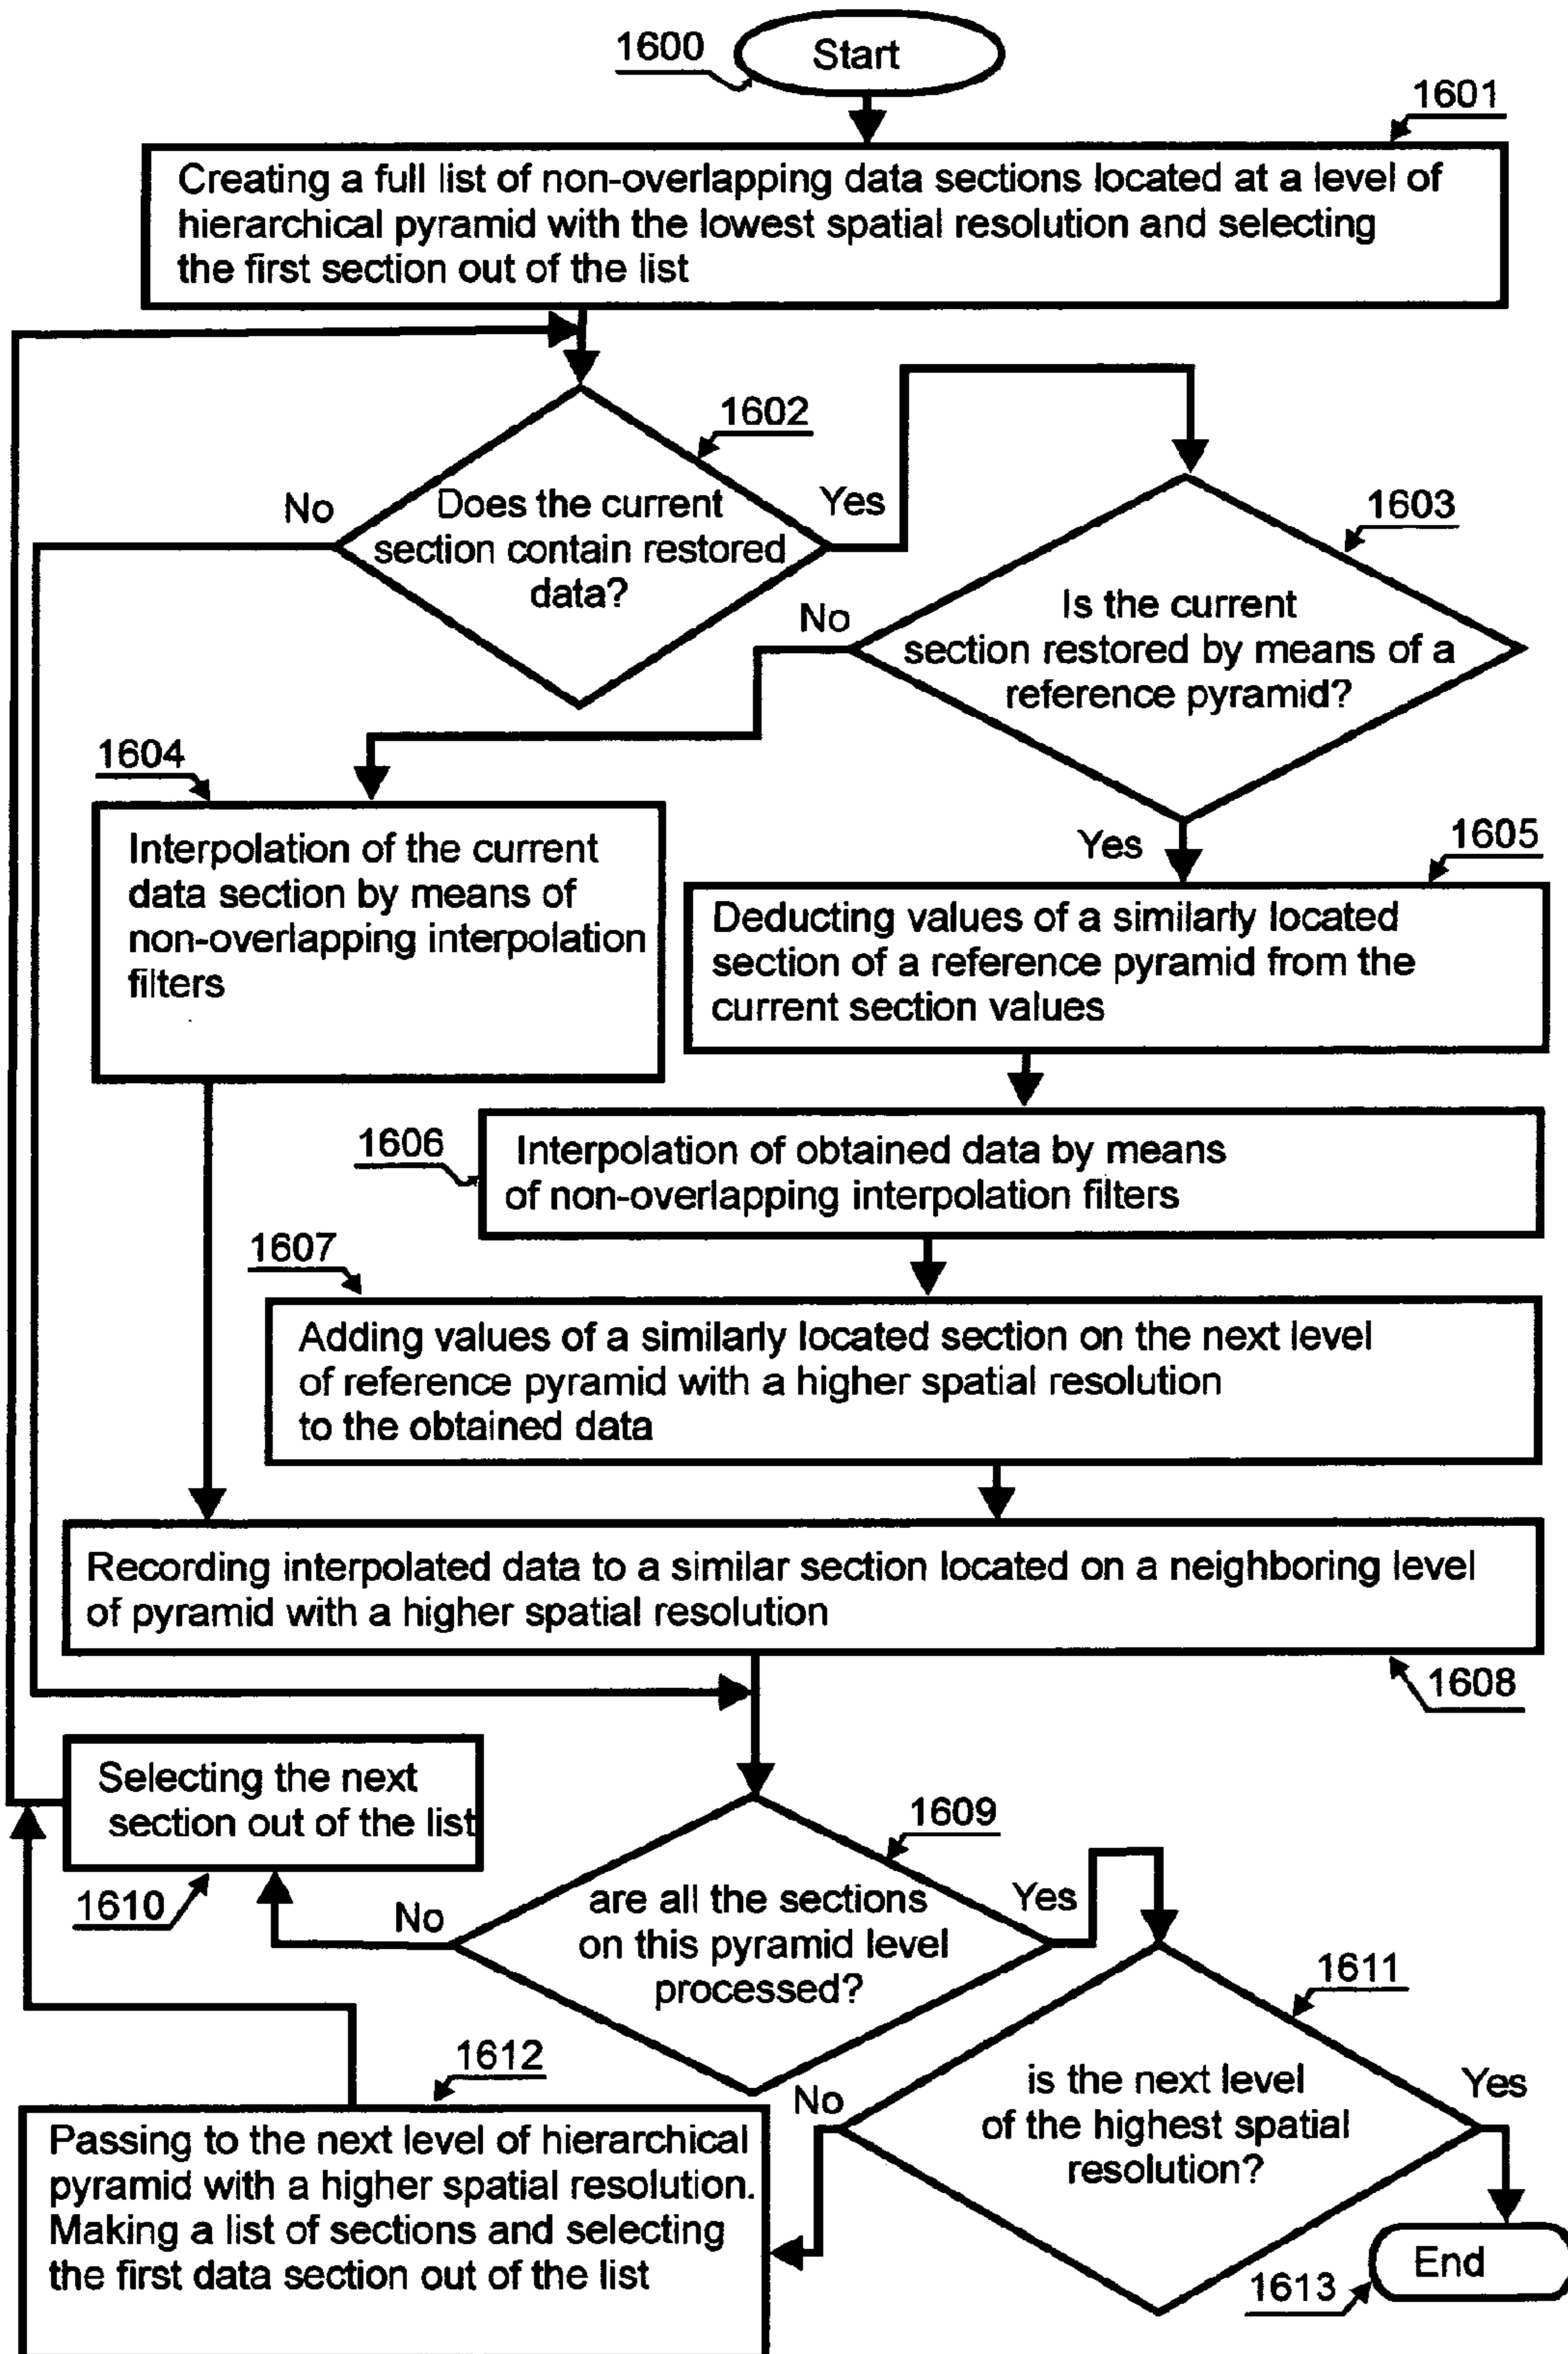 1600
Start
1601
Creating a full list of non-overlapping data sections located at a level of
hierarchical pyramid with the lowest spatial resolution and selecting
the first section out of the list
1602
No
Does the current
section contain restored
data?
Yes
1603
No
Is the current
section restored by means of a
reference pyramid?
1604
Yes
Interpolation of the current
data section by means of
non-overlapping interpolation
filters
1605
Deducting values of a similarly located
section of a reference pyramid from the
current section values
1606
Interpolation of obtained data by means
of non-overlapping interpolation filters
1607
Adding values of a similarly located section on the next level
of reference pyramid with a higher spatial resolution
to the obtained data
Recording interpolated data to a similar section located on a neighboring level
of pyramid with a higher spatial resolution
1608
Selecting the next
section out of the list
1610
1609
No
are all the sections
on this pyramid level
processed?
Yes
1611
1612
No
is the next level
of the highest spatial
resolution?
Yes
Passing to the next level of hierarchical
pyramid with a higher spatial resolution.
Making a list of sections and selecting
the first data section out of the list
End
1613